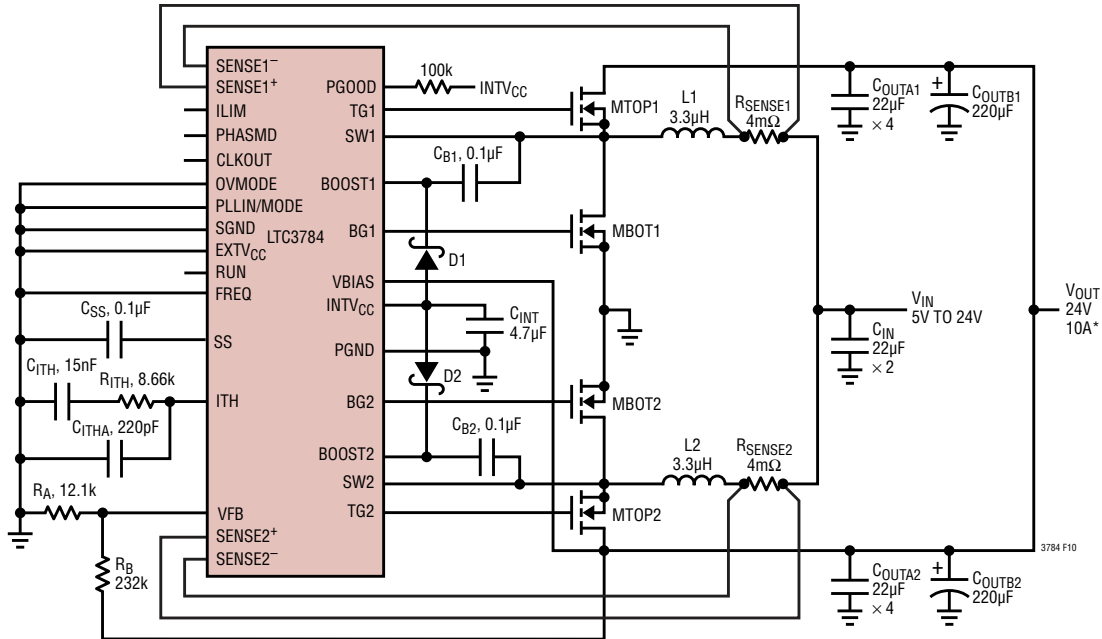 SENSE1⁻
SENSE1⁺
ILIM
PHASMD
CLKOUT
OVMODE
PLLIN/MODE
SGND
EXTVCC
RUN
FREQ
SS
ITH
VFB
SENSE2⁺
SENSE2⁻
LTC3784
PGOOD
TG1
SW1
BOOST1
BG1
VBIAS
INTVCC
PGND
BG2
BOOST2
SW2
TG2
100k
INTVCC
MTOP1
CB1, 0.1µF
MBOT1
D1
CINT
4.7µF
D2
MBOT2
CB2, 0.1µF
MTOP2
L1
3.3µH
RSENSE1
4mΩ
L2
3.3µH
RSENSE2
4mΩ
COUTA1
22µF
× 4
+
COUTB1
220µF
VIN
5V TO 24V
CIN
22µF
× 2
VOUT
24V
10A*
COUTA2
22µF
× 4
+
COUTB2
220µF
CSS, 0.1µF
CITH, 15nF
RITH, 8.66k
CITHA, 220pF
RA, 12.1k
RB
232k
3784 F10